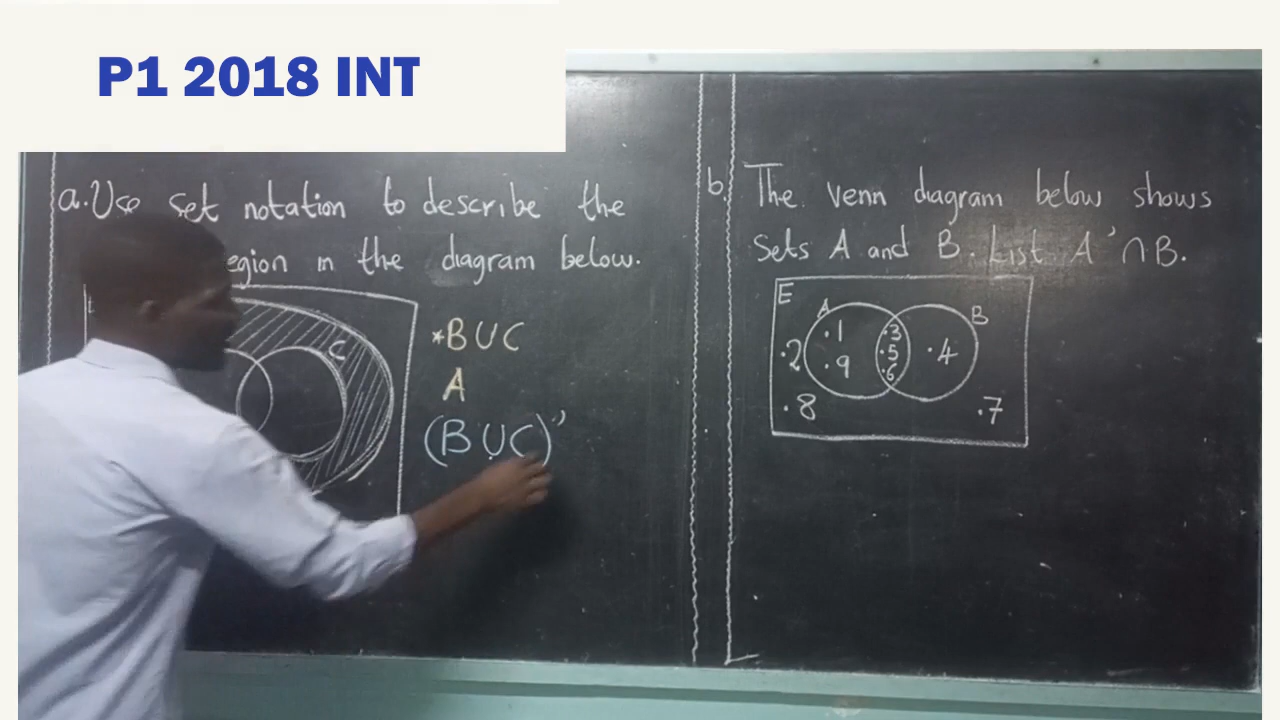 P1 2018 INT
a. Use set notation to describe the
egion in the diagram below.
C
*B∪C
A
(B∪C)'
b. The venn diagram below shows
Sets A and B. List A'∩B.
E
A
B
.1
.3
.2
.5
.4
.9
.6
.8
.7